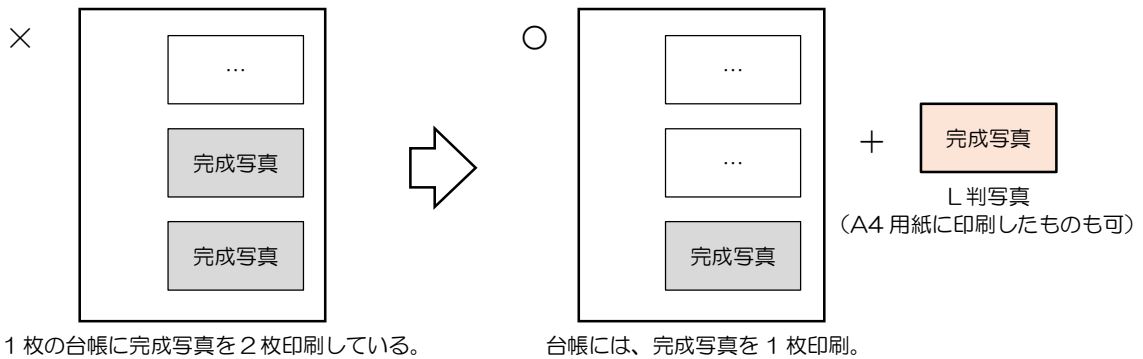 ×
…
完成写真
完成写真
1枚の台帳に完成写真を2枚印刷している。
○
…
…
完成写真
台帳には、完成写真を1枚印刷。
+
完成写真
L判写真
(A4用紙に印刷したものも可)